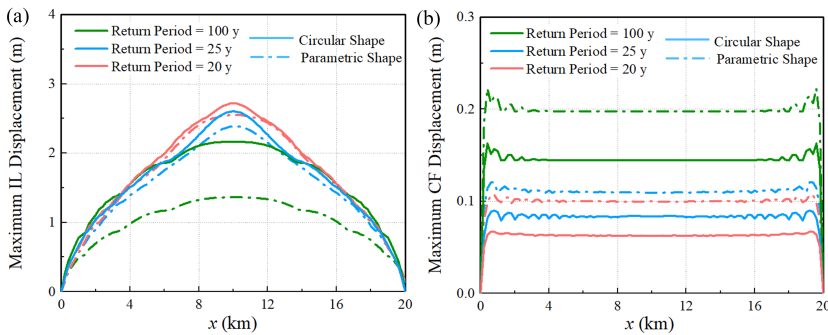 (a)
Maximum IL Displacement (m)
4
3
2
1
0
Return Period = 100 y
Return Period = 25 y
Return Period = 20 y
Circular Shape
Parametric Shape
0 4 8 12 16 20
x (km)
(b)
Maximum CF Displacement (m)
0.3
0.2
0.1
0.0
Return Period = 100 y
Return Period = 25 y
Return Period = 20 y
Circular Shape
Parametric Shape
0 4 8 12 16 20
x (km)